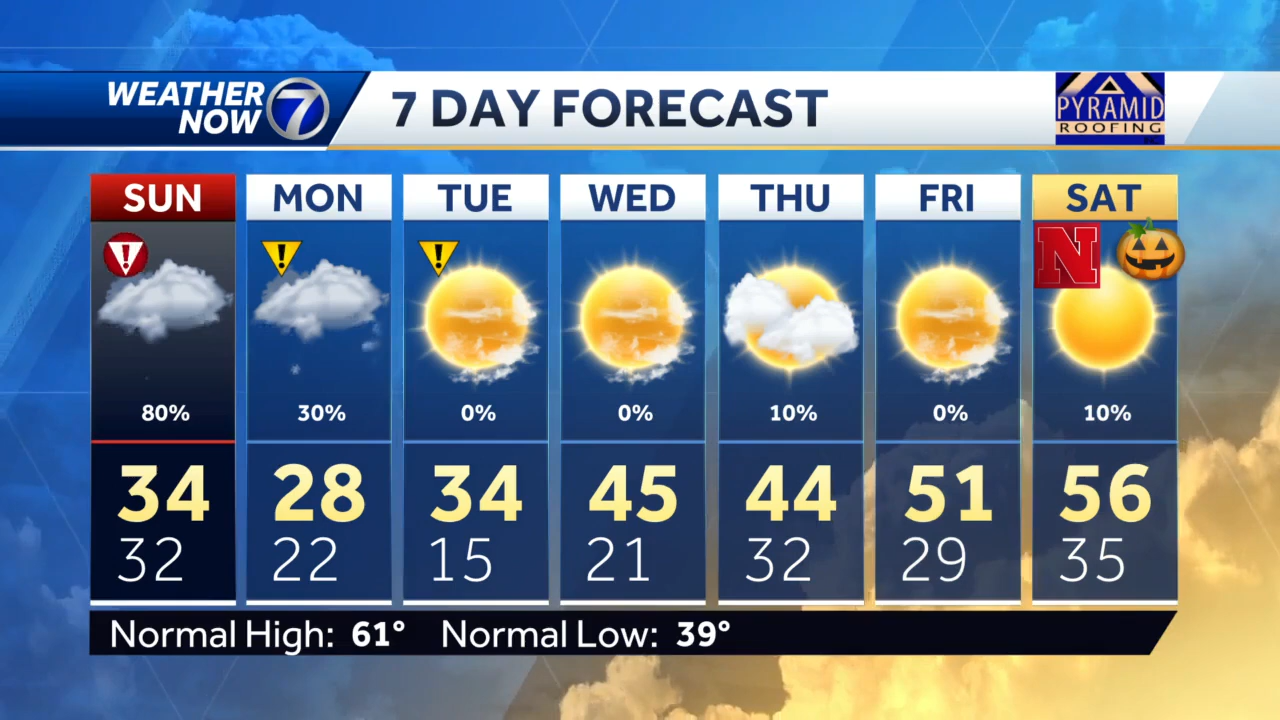 WEATHER
NOW
7
7 DAY FORECAST
PYRAMID
ROOFING
SUN MON TUE WED THU FRI SAT
! ! ! N
80% 30% 0% 0% 10% 0% 10%
34 28 34 45 44 51 56
32 22 15 21 32 29 35
Normal High: 61° Normal Low: 39°